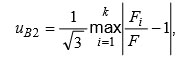 u_{B2} = \frac{1}{\sqrt{3}} \max_{i=1}^{k} \left| \frac{F_i}{F} - 1 \right|,